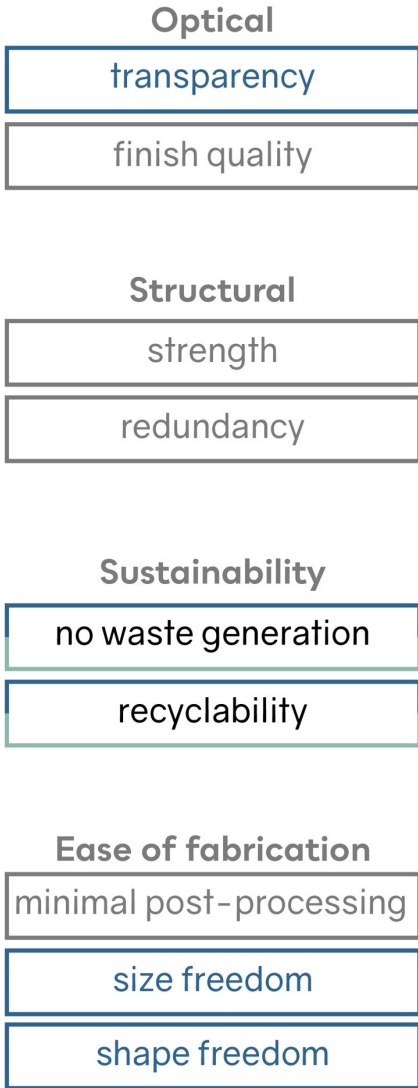 Optical
transparency
finish quality
Structural
strength
redundancy
Sustainability
no waste generation
recyclability
Ease of fabrication
minimal post-processing
size freedom
shape freedom